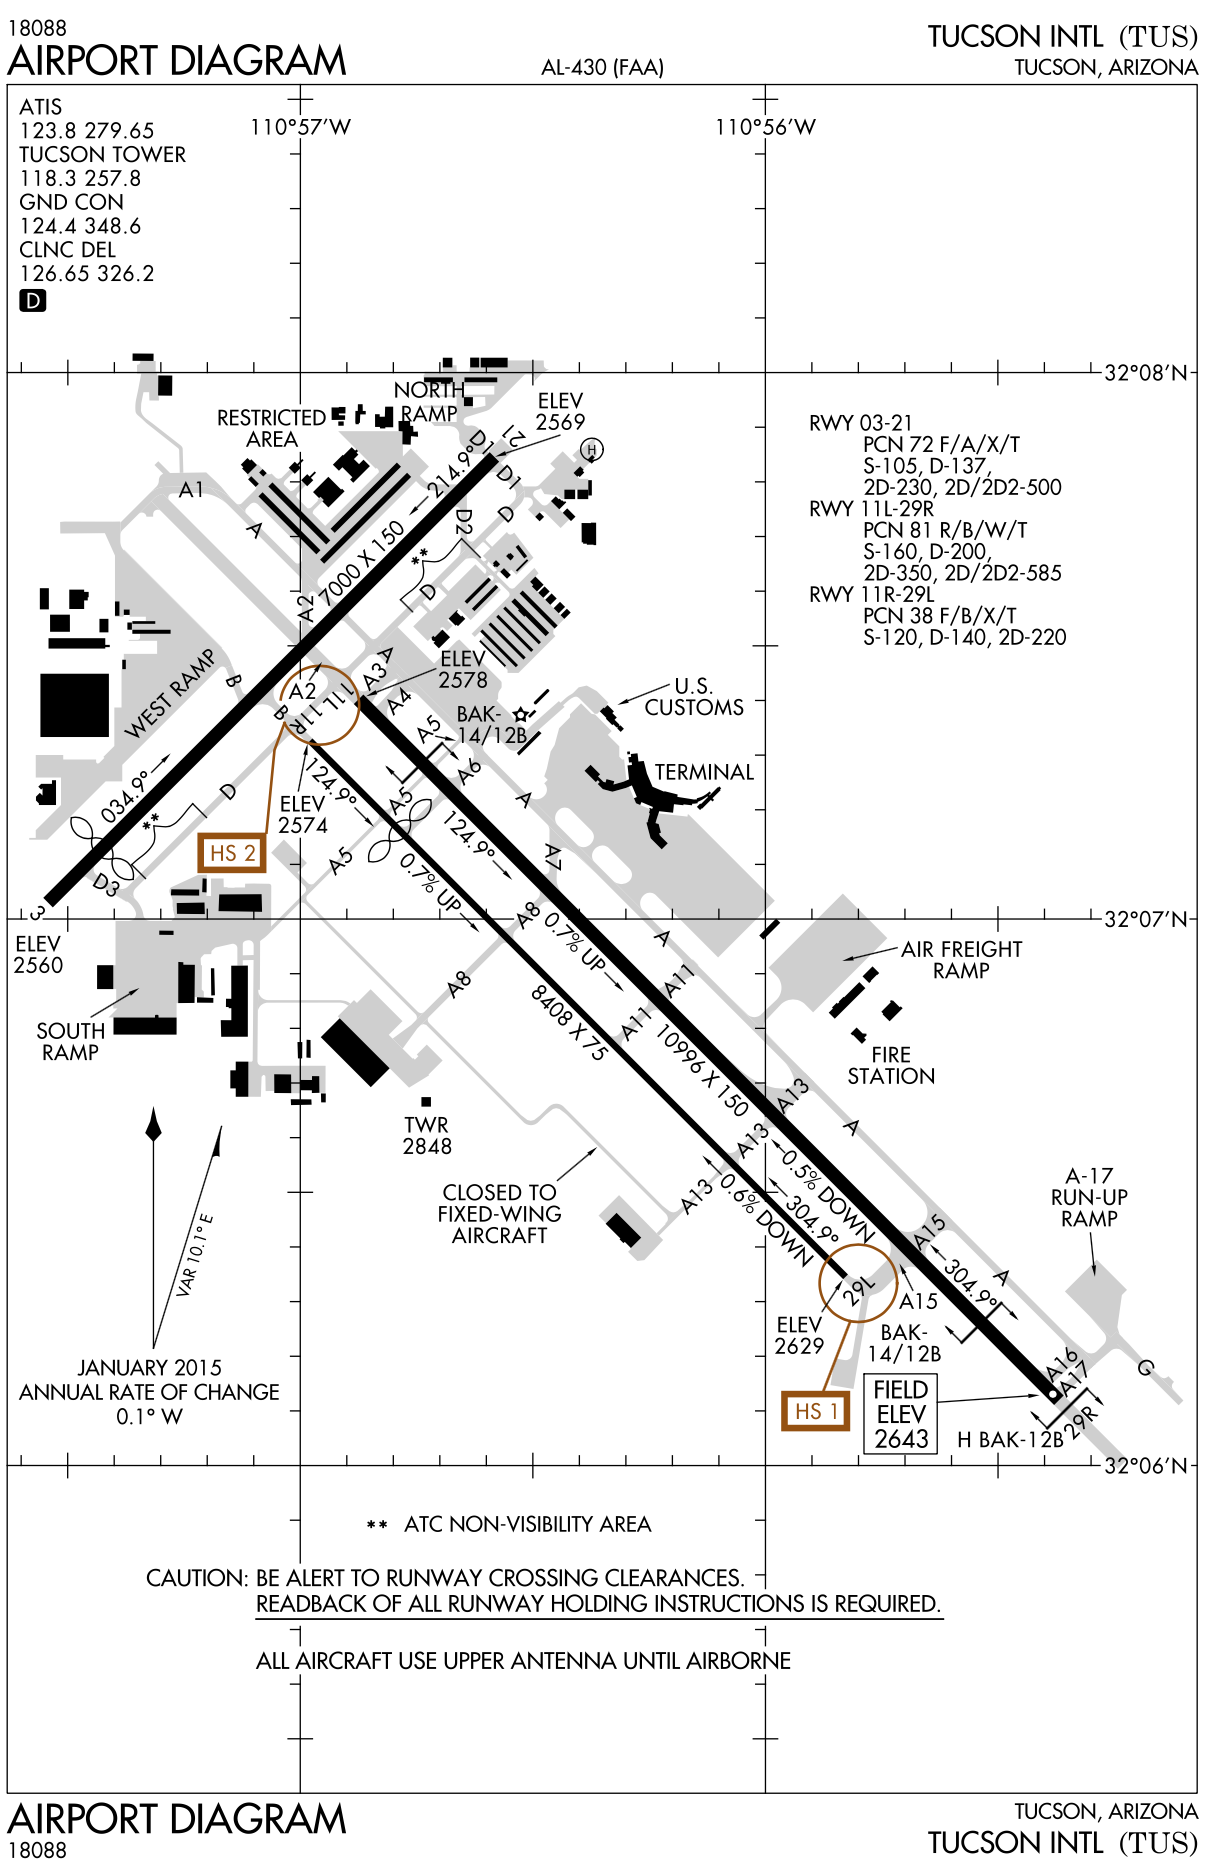 18088
AIRPORT DIAGRAM
AL-430 (FAA)
TUCSON INTL (TUS)
TUCSON, ARIZONA
ATIS
123.8 279.65
TUCSON TOWER
118.3 257.8
GND CON
124.4 348.6
CLNC DEL
126.65 326.2
D
110°57'W
110°56'W
32°08'N
RWY 03-21
PCN 72 F/A/X/T
S-105, D-137,
2D-230, 2D/2D2-500
RWY 11L-29R
PCN 81 R/B/W/T
S-160, D-200,
2D-350, 2D/2D2-585
RWY 11R-29L
PCN 38 F/B/X/T
S-120, D-140, 2D-220
NORTH
RAMP
RESTRICTED
AREA
ELEV
2569
21
D1
D1
H
214.9°
A1
A
D2
D
7000 X 150
**
D
A2
A
A3
ELEV
2578
A4
B
WEST RAMP
A2
11L
B
11R
BAK-
14/12B
A5
A6
U.S.
CUSTOMS
TERMINAL
034.9°
D
**
124.9°
ELEV
2574
A5
A
124.9°
HS 2
A5
A7
0.7% UP
D3
3
A8
0.7% UP
A
32°07'N
ELEV
2560
AIR FREIGHT
RAMP
A8
A11
8408 X 75
A11
10996 X 150
SOUTH
RAMP
FIRE
STATION
TWR
2848
A13
A13
A
0.5% DOWN
A13
0.6% DOWN
304.9°
CLOSED TO
FIXED-WING
AIRCRAFT
A-17
RUN-UP
RAMP
VAR 10.1° E
A15
304.9°
A
29L
A15
ELEV
2629
BAK-
14/12B
JANUARY 2015
ANNUAL RATE OF CHANGE
0.1° W
A16
A17
G
HS 1
FIELD
ELEV
2643
29R
H BAK-12B
32°06'N
** ATC NON-VISIBILITY AREA
CAUTION: BE ALERT TO RUNWAY CROSSING CLEARANCES.
READBACK OF ALL RUNWAY HOLDING INSTRUCTIONS IS REQUIRED.
ALL AIRCRAFT USE UPPER ANTENNA UNTIL AIRBORNE
AIRPORT DIAGRAM
18088
TUCSON, ARIZONA
TUCSON INTL (TUS)